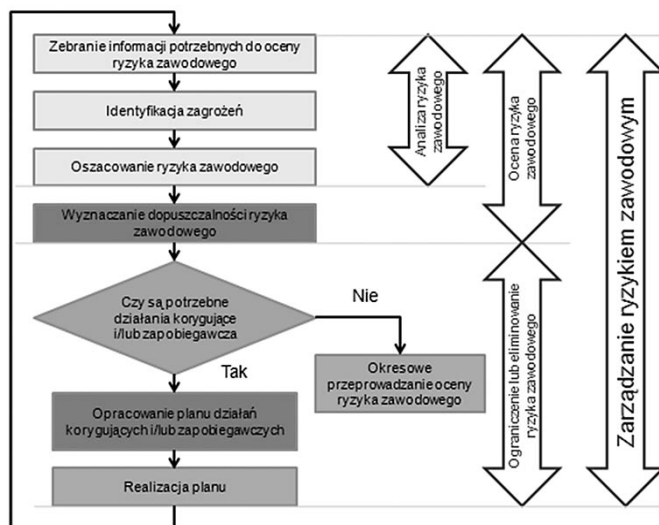 Zebranie informacji potrzebnych do oceny
ryzyka zawodowego
Identyfikacja zagrożeń
Oszacowanie ryzyka zawodowego
Wyznaczanie dopuszczalności ryzyka
zawodowego
Czy są potrzebne
działania korygujące
i/lub zapobiegawcza
Nie
Tak
Okresowe
przeprowadzanie oceny
ryzyka zawodowego
Opracowanie planu działań
korygujących i/lub zapobiegawczych
Realizacja planu
Analiza ryzyka
zawodowego
Ocena ryzyka
zawodowego
Ograniczenie lub eliminowanie
ryzyka zawodowego
Zarządzanie ryzykiem zawodowym